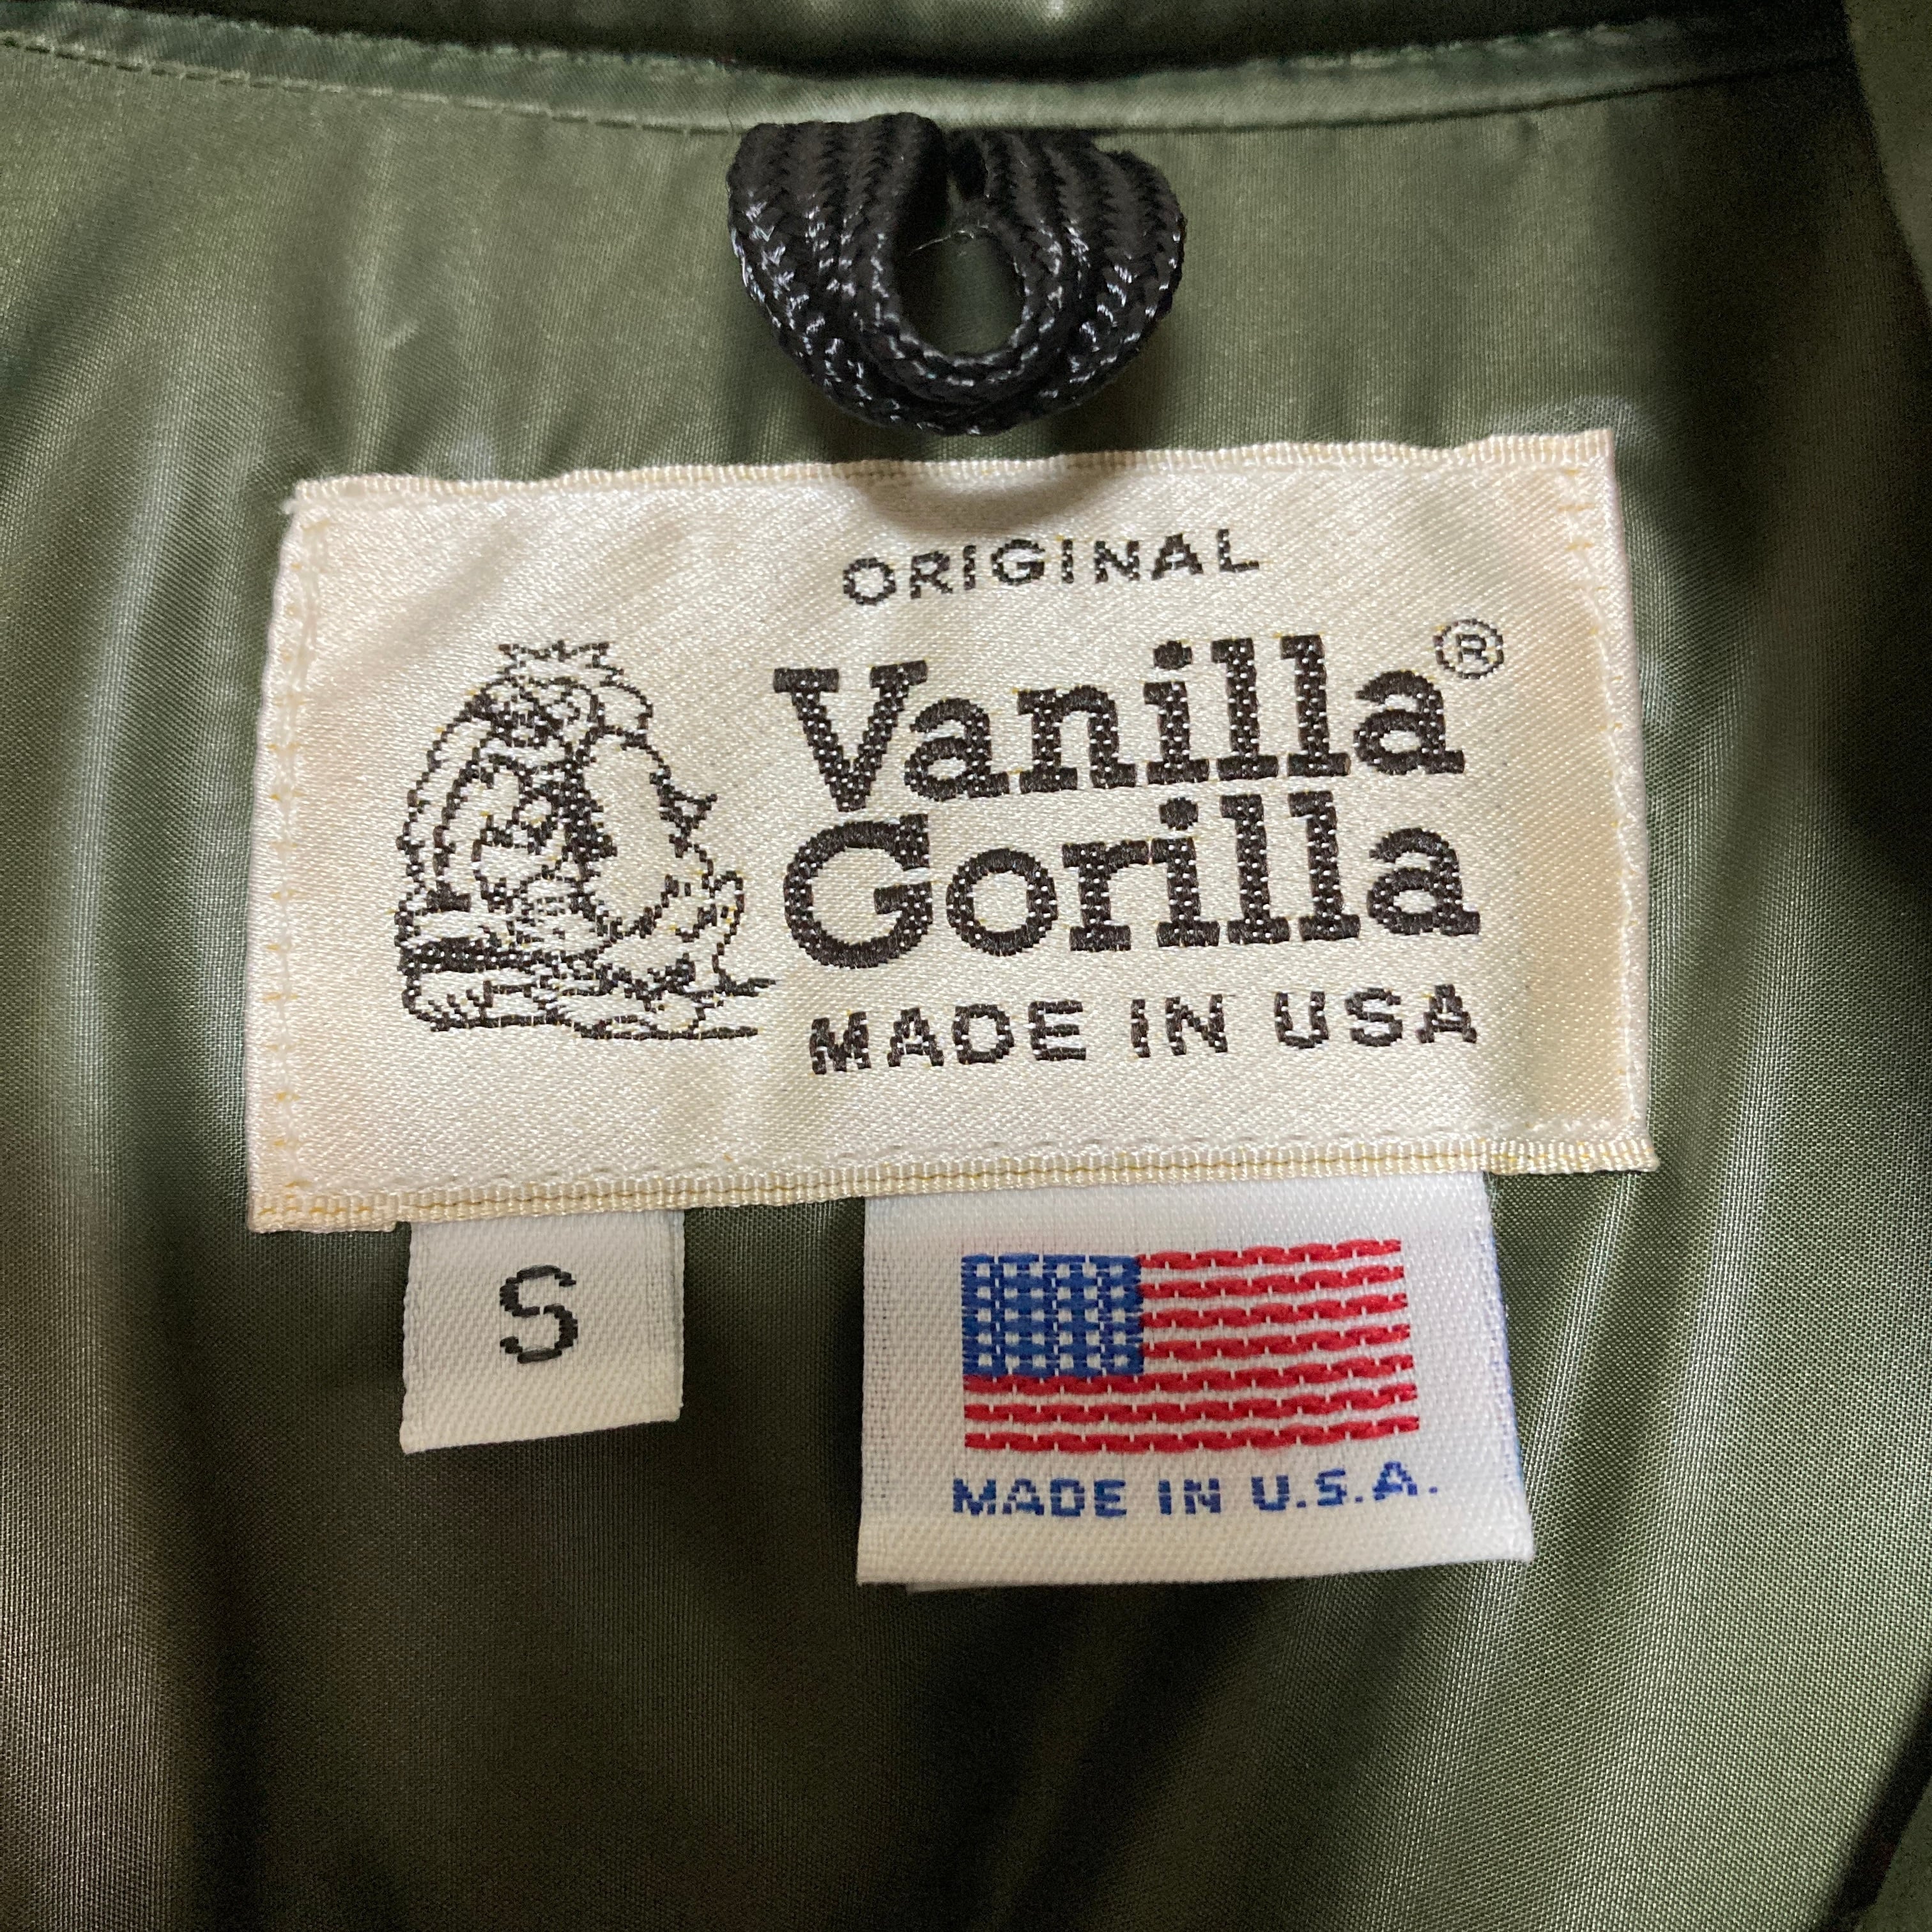 ORIGINAL
Vanilla®
Gorilla
MADE IN USA
S
MADE IN U.S.A.